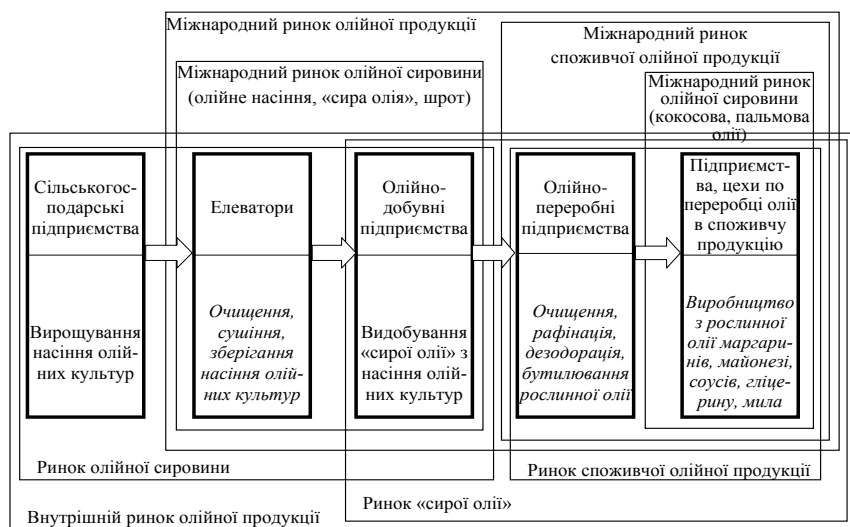 Міжнародний ринок олійної продукції
Міжнародний ринок
споживчої олійної продукції
Міжнародний ринок олійної сировини
(олійне насіння, «сира олія», шрот)
Міжнародний ринок
олійної сировини
(кокосова, пальмова
олії)
Сільськогос-
подарські
підприємства
Вирощування
насіння олій-
них культур
Елеватори
Очищення,
сушіння,
зберігання
насіння олій-
них культур
Олійно-
добувні
підприємства
Видобування
«сирої олії» з
насіння олій-
них культур
Олійно-
переробні
підприємства
Очищення,
рафінація,
дезодорація,
бутилювання
рослинної олії
Підприємст-
ва, цехи по
переробці олії
в споживчу
продукцію
Виробництво
з рослинної
олії маргари-
нів, майонезі,
соусів, гліце-
рину, мила
Ринок олійної сировини
Ринок споживчої олійної продукції
Ринок «сирої олії»
Внутрішній ринок олійної продукції